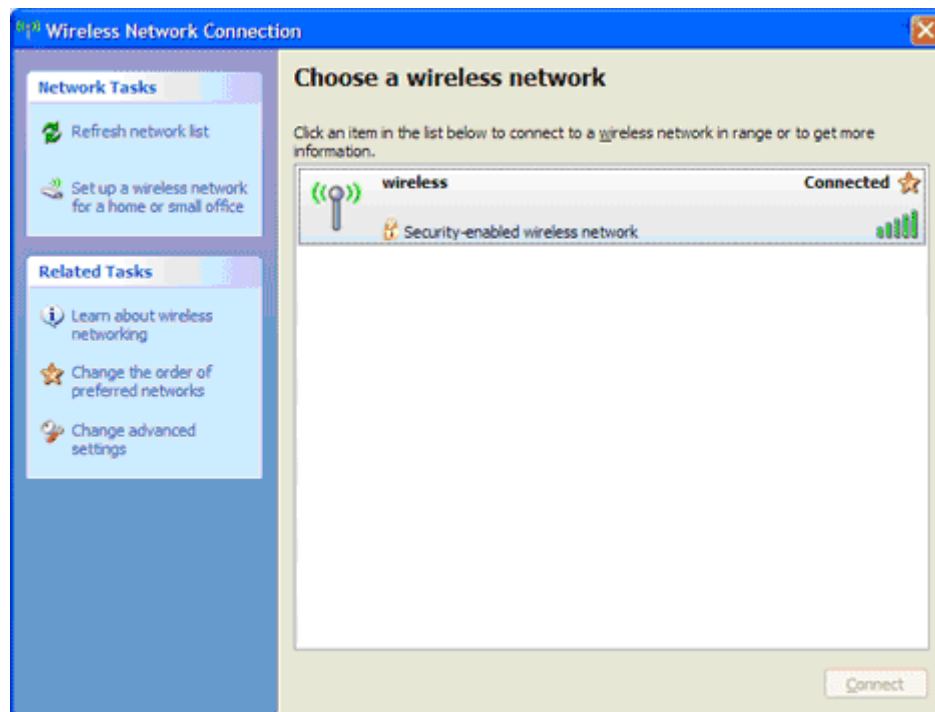 Wireless Network Connection
Network Tasks
Refresh network list
Set up a wireless network
for a home or small office
Related Tasks
Learn about wireless
networking
Change the order of
preferred networks
Change advanced
settings
Choose a wireless network
Click an item in the list below to connect to a wireless network in range or to get more
information.
wireless
Connected
Security-enabled wireless network
Connect